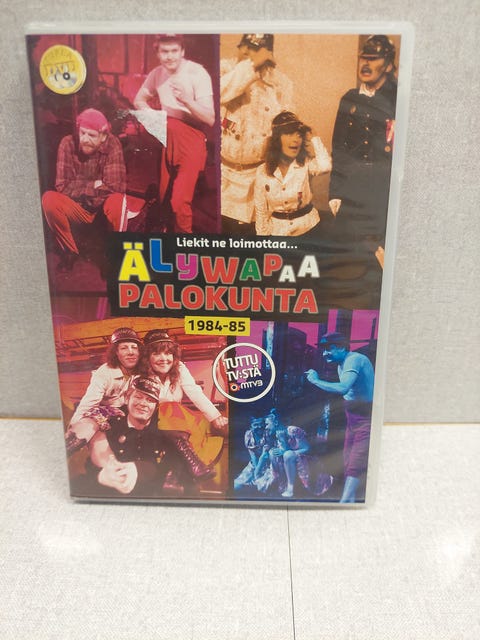 Liekit ne loimottaa...
ÄLYWAPAA
PALOKUNTA
1984-85
TUTTU
TV:STÄ
MTV3